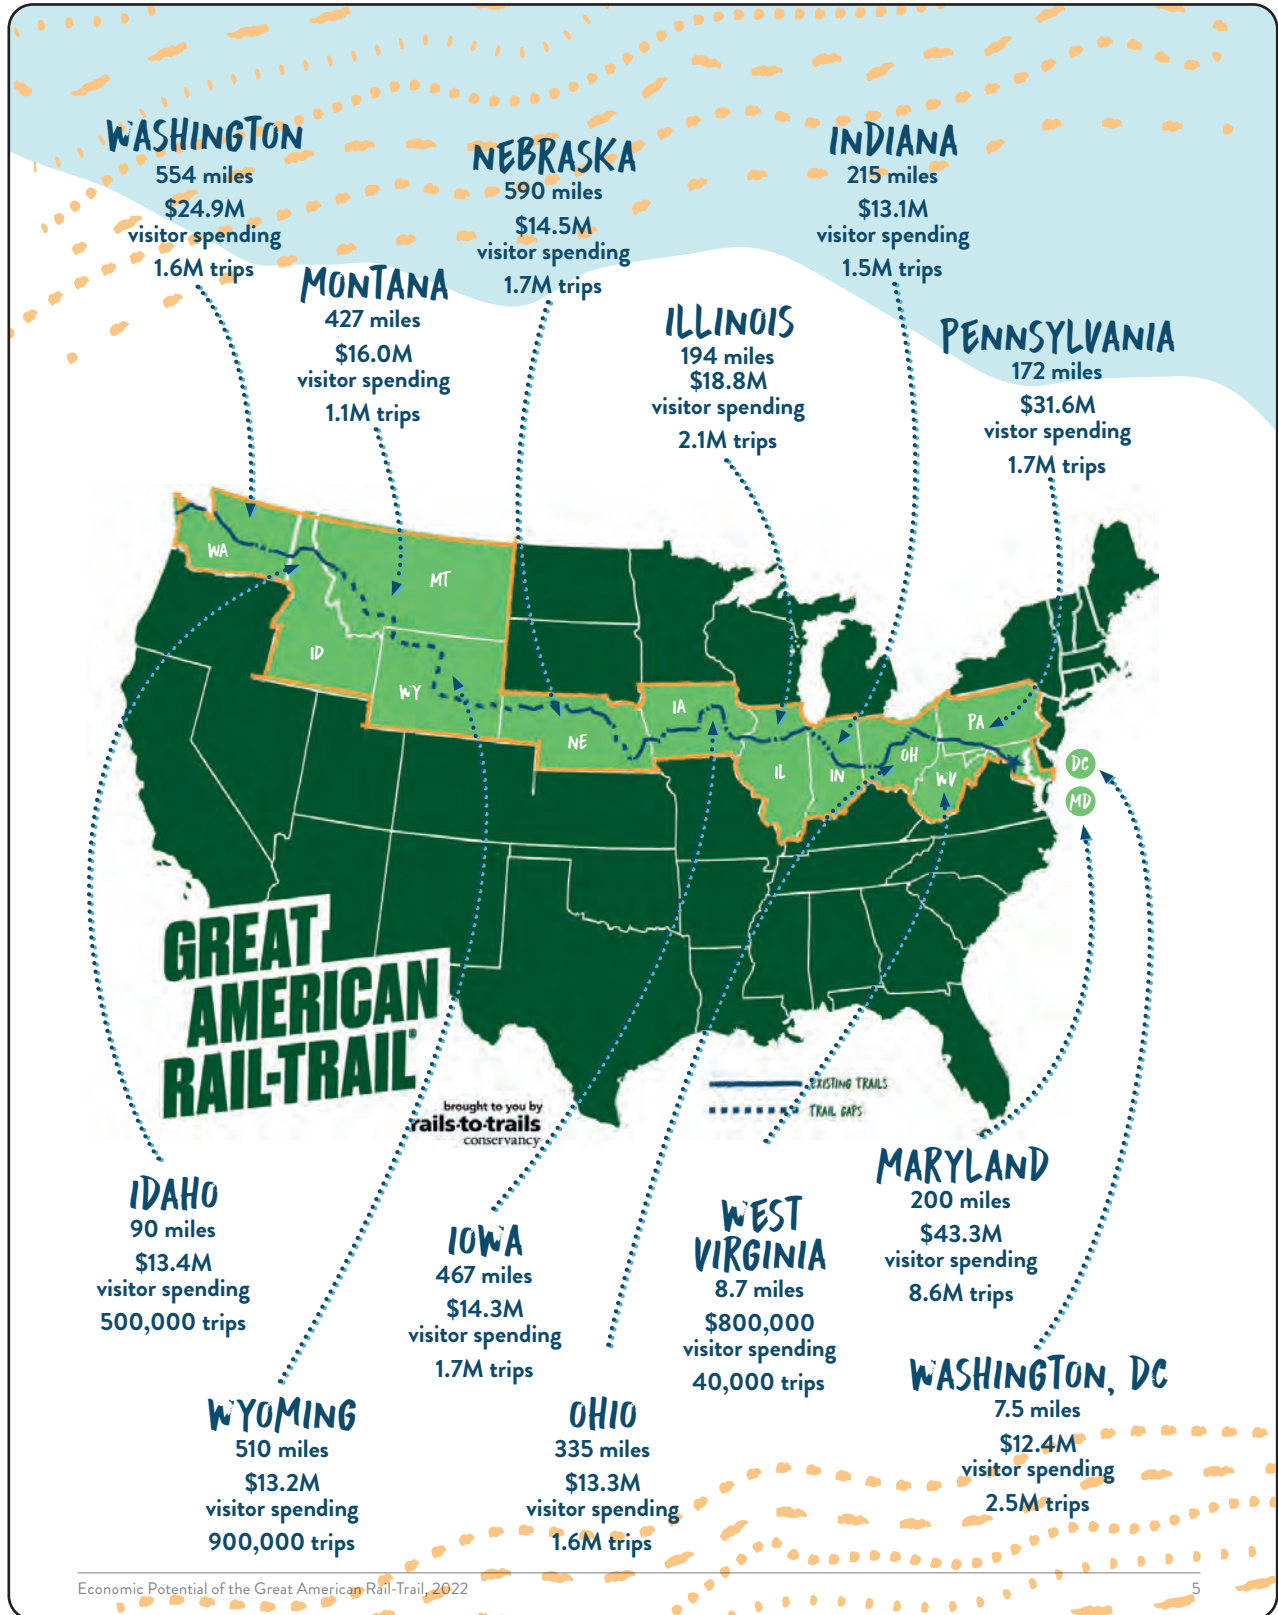 WASHINGTON
554 miles
$24.9M
visitor spending
1.6M trips
MONTANA
427 miles
$16.0M
visitor spending
1.1M trips
NEBRASKA
590 miles
$14.5M
visitor spending
1.7M trips
ILLINOIS
194 miles
$18.8M
visitor spending
2.1M trips
INDIANA
215 miles
$13.1M
visitor spending
1.5M trips
PENNSYLVANIA
172 miles
$31.6M
vistor spending
1.7M trips
WA
MT
ID
WY
NE
IA
IL
IN
OH
PA
WV
DC
MD
GREAT
AMERICAN
RAIL-TRAIL®
brought to you by
rails-to-trails
conservancy
EXISTING TRAILS
TRAIL GAPS
IDAHO
90 miles
$13.4M
visitor spending
500,000 trips
WYOMING
510 miles
$13.2M
visitor spending
900,000 trips
IOWA
467 miles
$14.3M
visitor spending
1.7M trips
OHIO
335 miles
$13.3M
visitor spending
1.6M trips
WEST
VIRGINIA
8.7 miles
$800,000
visitor spending
40,000 trips
MARYLAND
200 miles
$43.3M
visitor spending
8.6M trips
WASHINGTON, DC
7.5 miles
$12.4M
visitor spending
2.5M trips
Economic Potential of the Great American Rail-Trail, 2022
5